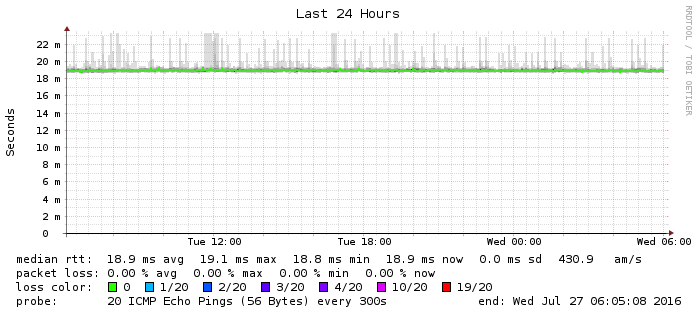 Last 24 Hours
RRDTOOL / TOBI OETIKER
Seconds
22 m
20 m
18 m
16 m
14 m
12 m
10 m
8 m
6 m
4 m
2 m
0
Tue 12:00 Tue 18:00 Wed 00:00 Wed 06:00
median rtt: 18.9 ms avg 19.1 ms max 18.8 ms min 18.9 ms now 0.0 ms sd 430.9 am/s
packet loss: 0.00 % avg 0.00 % max 0.00 % min 0.00 % now
loss color: 0 1/20 2/20 3/20 4/20 10/20 19/20
probe: 20 ICMP Echo Pings (56 Bytes) every 300s end: Wed Jul 27 06:05:08 2016